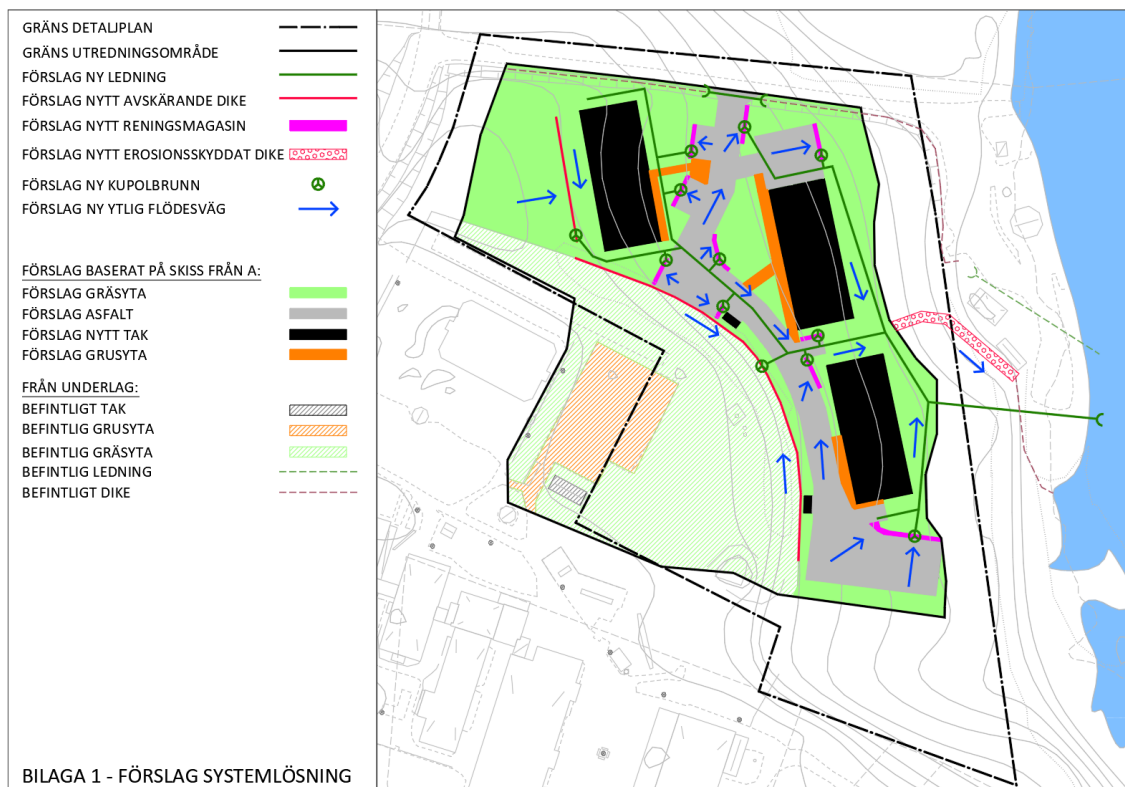 GRÄNS DETALJPLAN
GRÄNS UTREDNINGSOMRÅDE
FÖRSLAG NY LEDNING
FÖRSLAG NYTT AVSKÄRANDE DIKE
FÖRSLAG NYTT RENINGSMAGASIN
FÖRSLAG NYTT EROSIONSSKYDDAT DIKE
FÖRSLAG NY KUPOLBRUNN
FÖRSLAG NY YTLIG FLÖDESVÄG
FÖRSLAG BASERAT PÅ SKISS FRÅN A:
FÖRSLAG GRÄSYTA
FÖRSLAG ASFALT
FÖRSLAG NYTT TAK
FÖRSLAG GRUSYTA
FRÅN UNDERLAG:
BEFINTLIGT TAK
BEFINTLIG GRUSYTA
BEFINTLIG GRÄSYTA
BEFINTLIG LEDNING
BEFINTLIGT DIKE
BILAGA 1 - FÖRSLAG SYSTEMLÖSNING